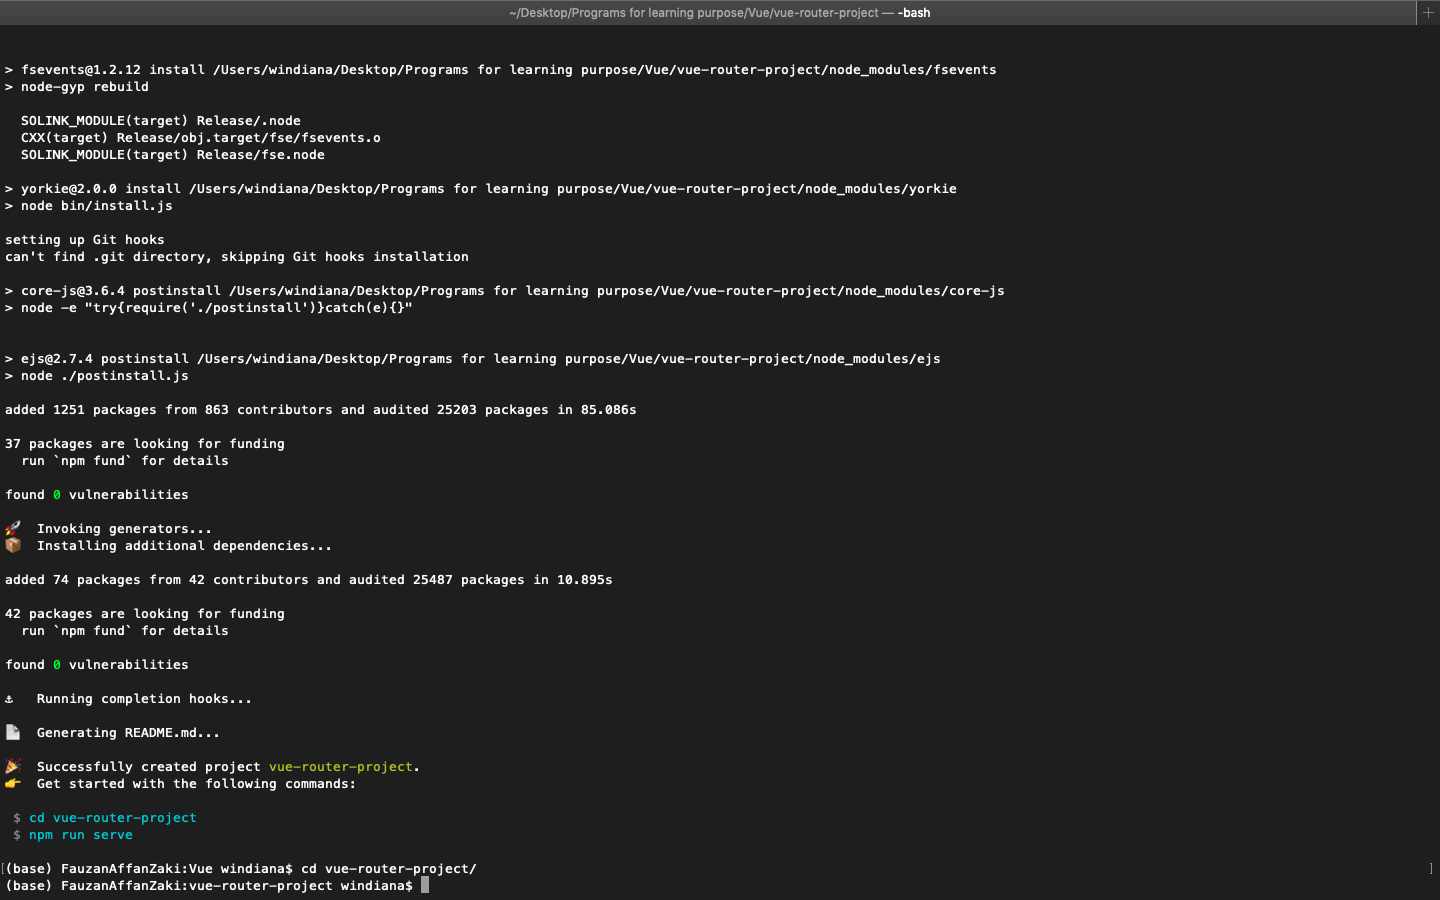 ~/Desktop/Programs for learning purpose/Vue/vue-router-project — -bash
> fsevents@1.2.12 install /Users/windiana/Desktop/Programs for learning purpose/Vue/vue-router-project/node_modules/fsevents
> node-gyp rebuild
SOLINK_MODULE(target) Release/.node
CXX(target) Release/obj.target/fse/fsevents.o
SOLINK_MODULE(target) Release/fse.node
> yorkie@2.0.0 install /Users/windiana/Desktop/Programs for learning purpose/Vue/vue-router-project/node_modules/yorkie
> node bin/install.js
setting up Git hooks
can't find .git directory, skipping Git hooks installation
> core-js@3.6.4 postinstall /Users/windiana/Desktop/Programs for learning purpose/Vue/vue-router-project/node_modules/core-js
> node -e "try{require('./postinstall')}catch(e){}"
> ejs@2.7.4 postinstall /Users/windiana/Desktop/Programs for learning purpose/Vue/vue-router-project/node_modules/ejs
> node ./postinstall.js
added 1251 packages from 863 contributors and audited 25203 packages in 85.086s
37 packages are looking for funding
run `npm fund` for details
found 0 vulnerabilities
🚀 Invoking generators...
📦 Installing additional dependencies...
added 74 packages from 42 contributors and audited 25487 packages in 10.895s
42 packages are looking for funding
run `npm fund` for details
found 0 vulnerabilities
⚓ Running completion hooks...
📄 Generating README.md...
🎉 Successfully created project vue-router-project.
👉 Get started with the following commands:
$ cd vue-router-project
$ npm run serve
[(base) FauzanAffanZaki:Vue windiana$ cd vue-router-project/ ]
(base) FauzanAffanZaki:vue-router-project windiana$